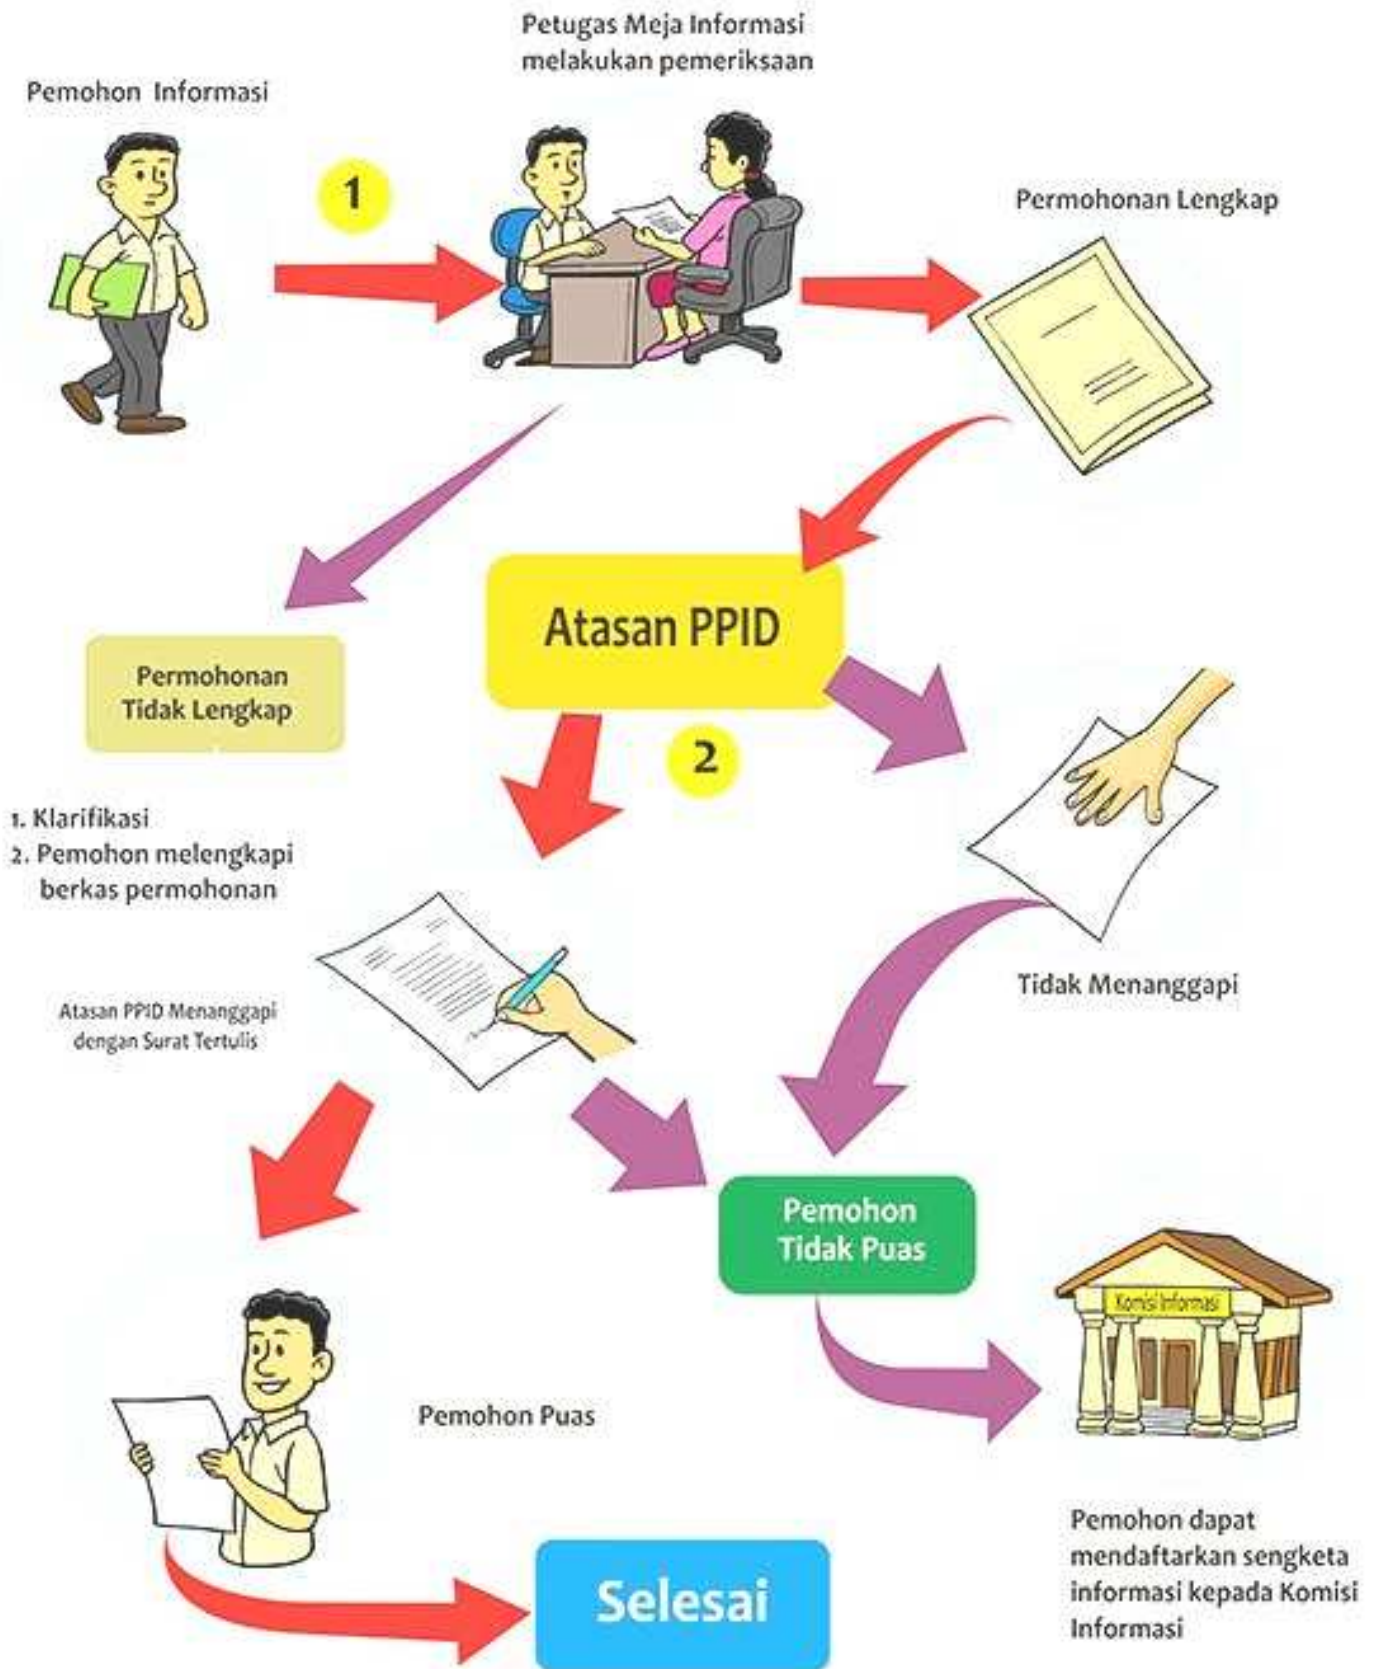 Petugas Meja Informasi
melakukan pemeriksaan
Pemohon Informasi
1
Permohonan Lengkap
Atasan PPID
Permohonan
Tidak Lengkap
2
1. Klarifikasi
2. Pemohon melengkapi
berkas permohonan
Tidak Menanggapi
Atasan PPID Menanggapi
dengan Surat Tertulis
Pemohon
Tidak Puas
Komisi Informasi
Pemohon Puas
Pemohon dapat
mendaftarkan sengketa
informasi kepada Komisi
Informasi
Selesai